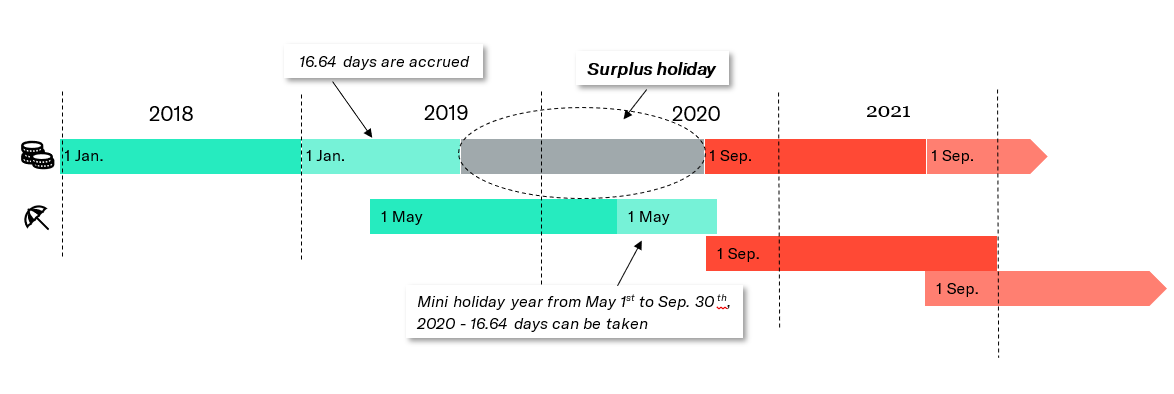 16.64 days are accrued
Surplus holiday
2018
2019
2020
2021
1 Jan.
1 Jan.
1 Sep.
1 Sep.
1 May
1 May
1 Sep.
1 Sep.
Mini holiday year from May 1st to Sep. 30th,
2020 - 16.64 days can be taken